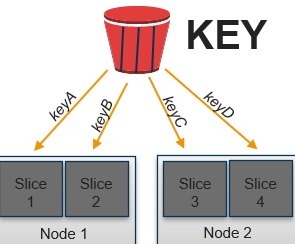 KEY
keyA
keyB
keyC
keyD
Slice
1
Slice
2
Slice
3
Slice
4
Node 1
Node 2